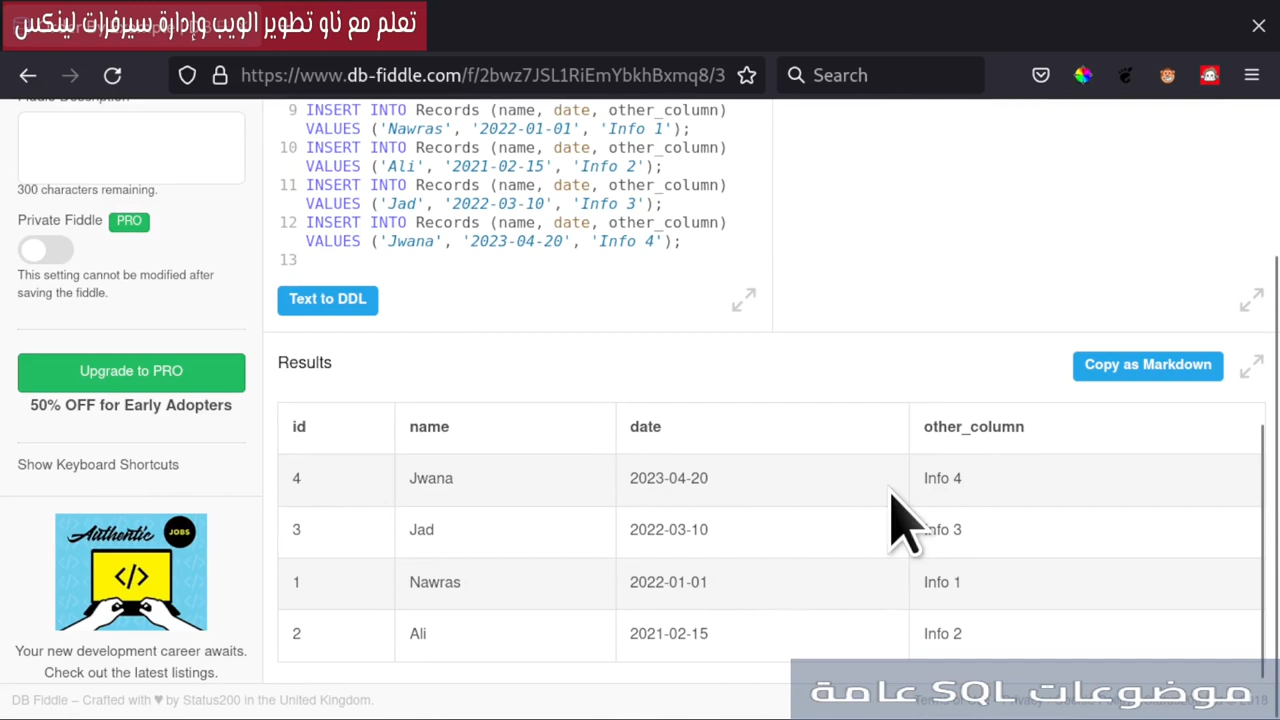 تعلم مع ناو تطوير الويب وإدارة سيرفرات لينكس
https://www.db-fiddle.com/f/2bwz7JSL1RiEmYbkhBxmq8/3
Search
Fiddle Description
300 characters remaining.
Private Fiddle PRO
This setting cannot be modified after
saving the fiddle.
Upgrade to PRO
50% OFF for Early Adopters
Show Keyboard Shortcuts
Authentic JOBS
</>
Your new development career awaits.
Check out the latest listings.
9 INSERT INTO Records (name, date, other_column)
VALUES ('Nawras', '2022-01-01', 'Info 1');
10 INSERT INTO Records (name, date, other_column)
VALUES ('Ali', '2021-02-15', 'Info 2');
11 INSERT INTO Records (name, date, other_column)
VALUES ('Jad', '2022-03-10', 'Info 3');
12 INSERT INTO Records (name, date, other_column)
VALUES ('Jwana', '2023-04-20', 'Info 4');
13
Text to DDL
Results
Copy as Markdown
id name date other_column
4 Jwana 2023-04-20 Info 4
3 Jad 2022-03-10 Info 3
1 Nawras 2022-01-01 Info 1
2 Ali 2021-02-15 Info 2
DB Fiddle – Crafted with ♥ by Status200 in the United Kingdom.
موضوعات SQL عامة